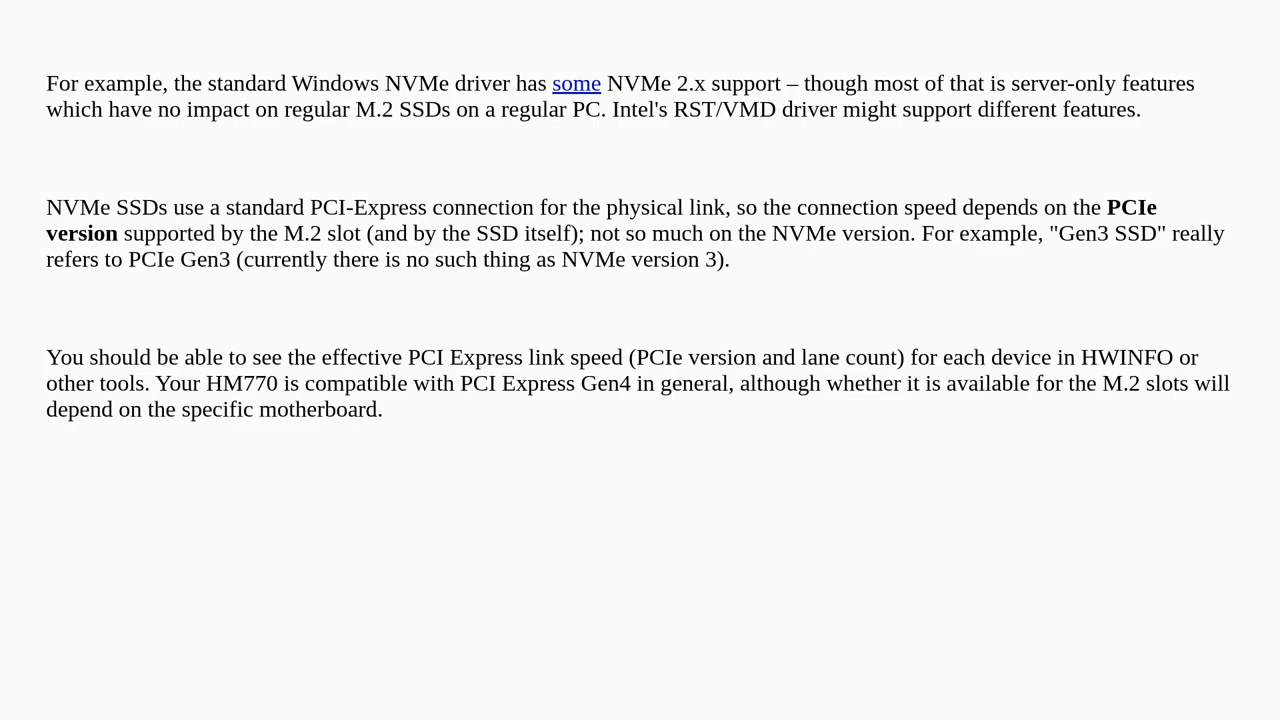 For example, the standard Windows NVMe driver has some NVMe 2.x support – though most of that is server-only features
which have no impact on regular M.2 SSDs on a regular PC. Intel's RST/VMD driver might support different features.
NVMe SSDs use a standard PCI-Express connection for the physical link, so the connection speed depends on the PCIe
version supported by the M.2 slot (and by the SSD itself); not so much on the NVMe version. For example, "Gen3 SSD" really
refers to PCIe Gen3 (currently there is no such thing as NVMe version 3).
You should be able to see the effective PCI Express link speed (PCIe version and lane count) for each device in HWINFO or
other tools. Your HM770 is compatible with PCI Express Gen4 in general, although whether it is available for the M.2 slots will
depend on the specific motherboard.